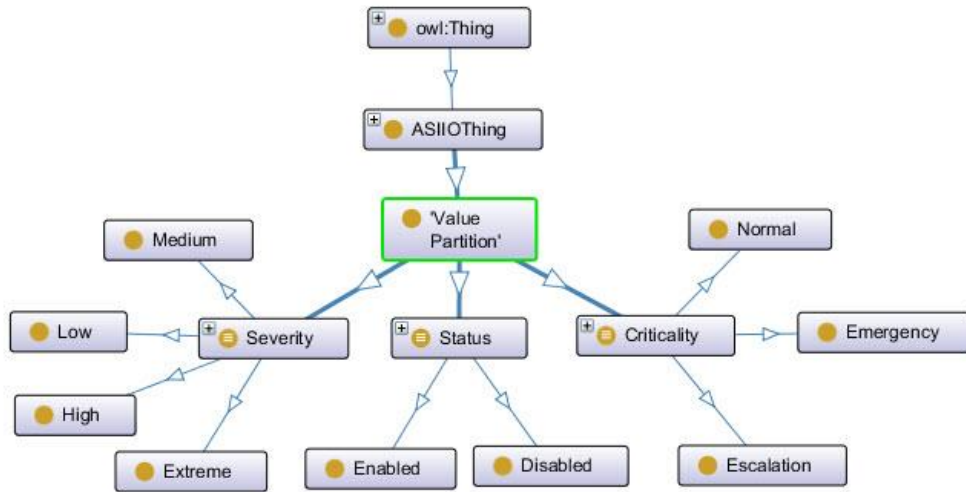 owl:Thing
ASIIOThing
'Value
Partition'
Medium
Normal
Low
Severity
Status
Criticality
Emergency
High
Extreme
Enabled
Disabled
Escalation